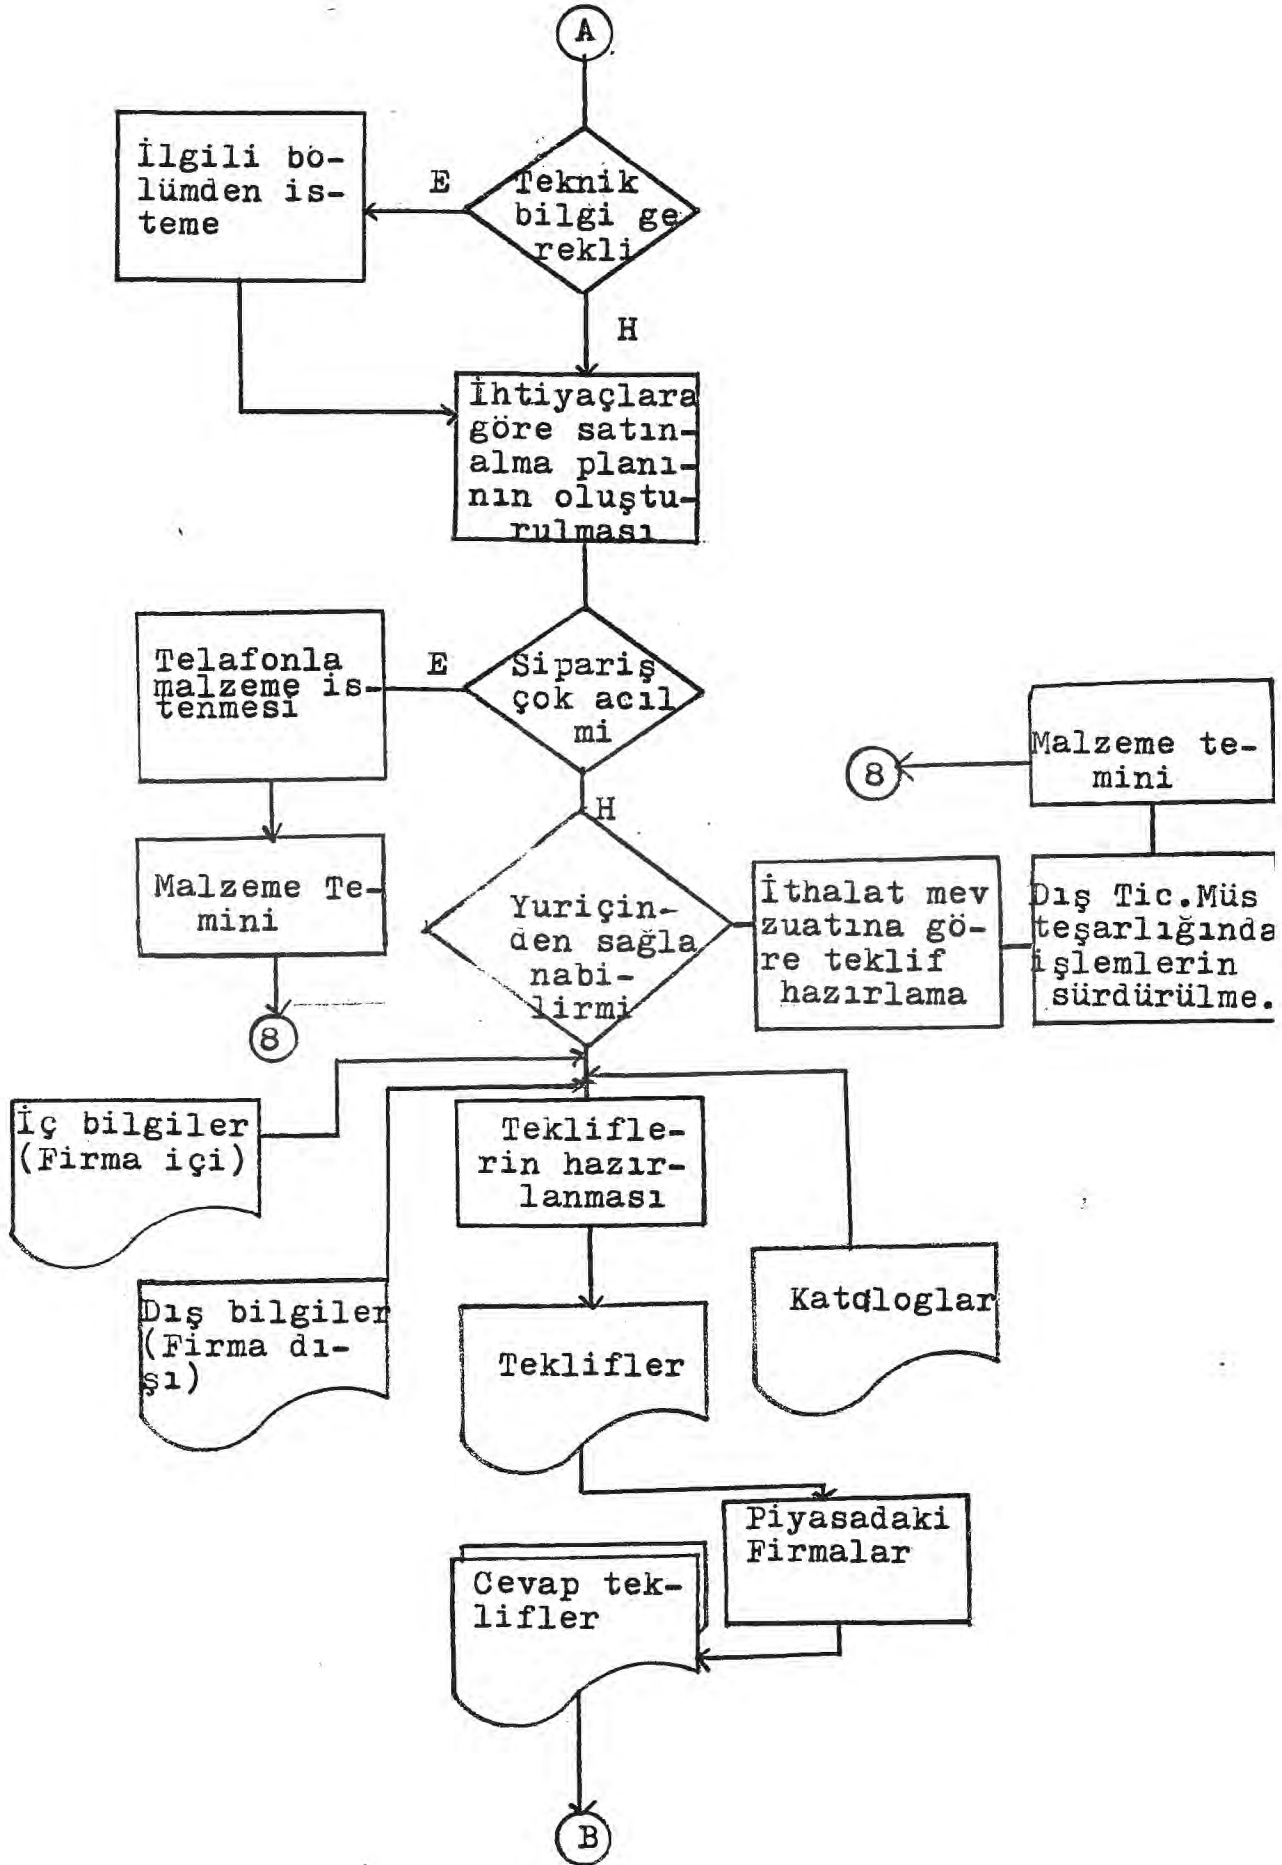 A
İlgili bö-
lümden is-
teme
E
Teknik
bilgi ge
rekli
H
İhtiyaçlara
göre satın-
alma planı-
nın oluştu-
rulması
Telafonla
malzeme is-
tenmesi
E
Sipariş
çok acıl
mi
H
Malzeme te-
mini
8
Malzeme Te-
mini
8
Yuriçin-
den sağla
nabi-
lirmi
İthalat mev
zuatına gö-
re teklif
hazırlama
Dış Tic.Müs
teşarlığında
işlemlerin
sürdürülme.
İç bilgiler
(Firma içi)
Teklifle-
rin hazır-
lanması
Dış bilgiler
(Firma dı-
şı)
Teklifler
Kataloglar
Piyasadaki
Firmalar
Cevap tek-
lifler
B